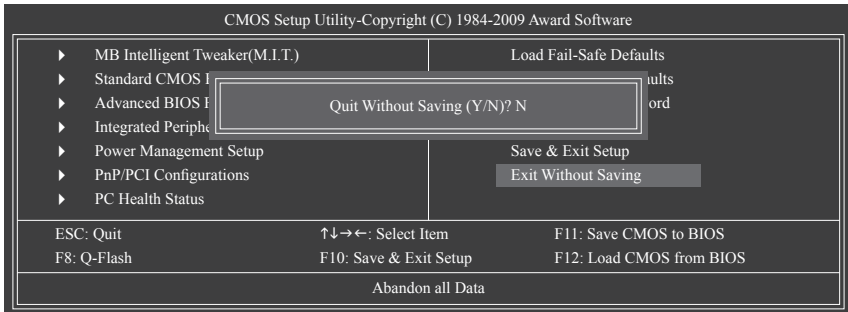 CMOS Setup Utility-Copyright (C) 1984-2009 Award Software
MB Intelligent Tweaker(M.I.T.)
Standard CMOS
Advanced BIOS
Integrated
Power Management Setup
PnP/PCI Configurations
PC Health Status
Load Fail-Safe Defaults
Save & Exit Setup
Exit Without Saving
Quit Without Saving (Y/N)? N
ESC: Quit ↑↓→←: Select Item F11: Save CMOS to BIOS
F8: Q-Flash F10: Save & Exit Setup F12: Load CMOS from BIOS
Abandon all Data